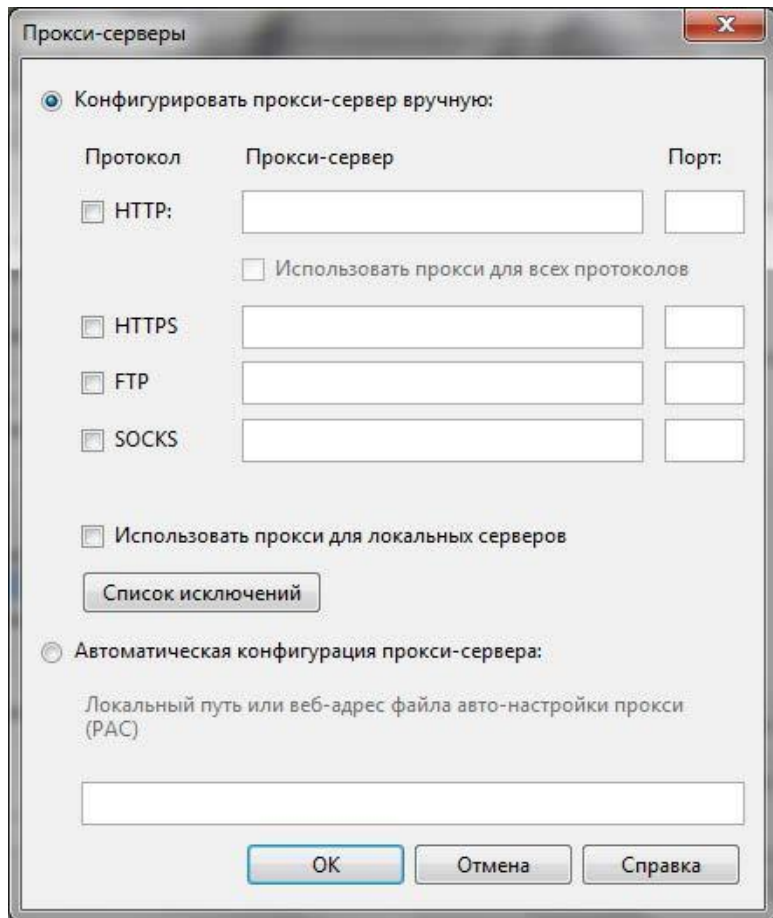 Прокси-серверы
Конфигурировать прокси-сервер вручную:
Протокол Прокси-сервер Порт:
HTTP:
Использовать прокси для всех протоколов
HTTPS
FTP
SOCKS
Использовать прокси для локальных серверов
Список исключений
Автоматическая конфигурация прокси-сервера:
Локальный путь или веб-адрес файла авто-настройки прокси
(PAC)
OK Отмена Справка